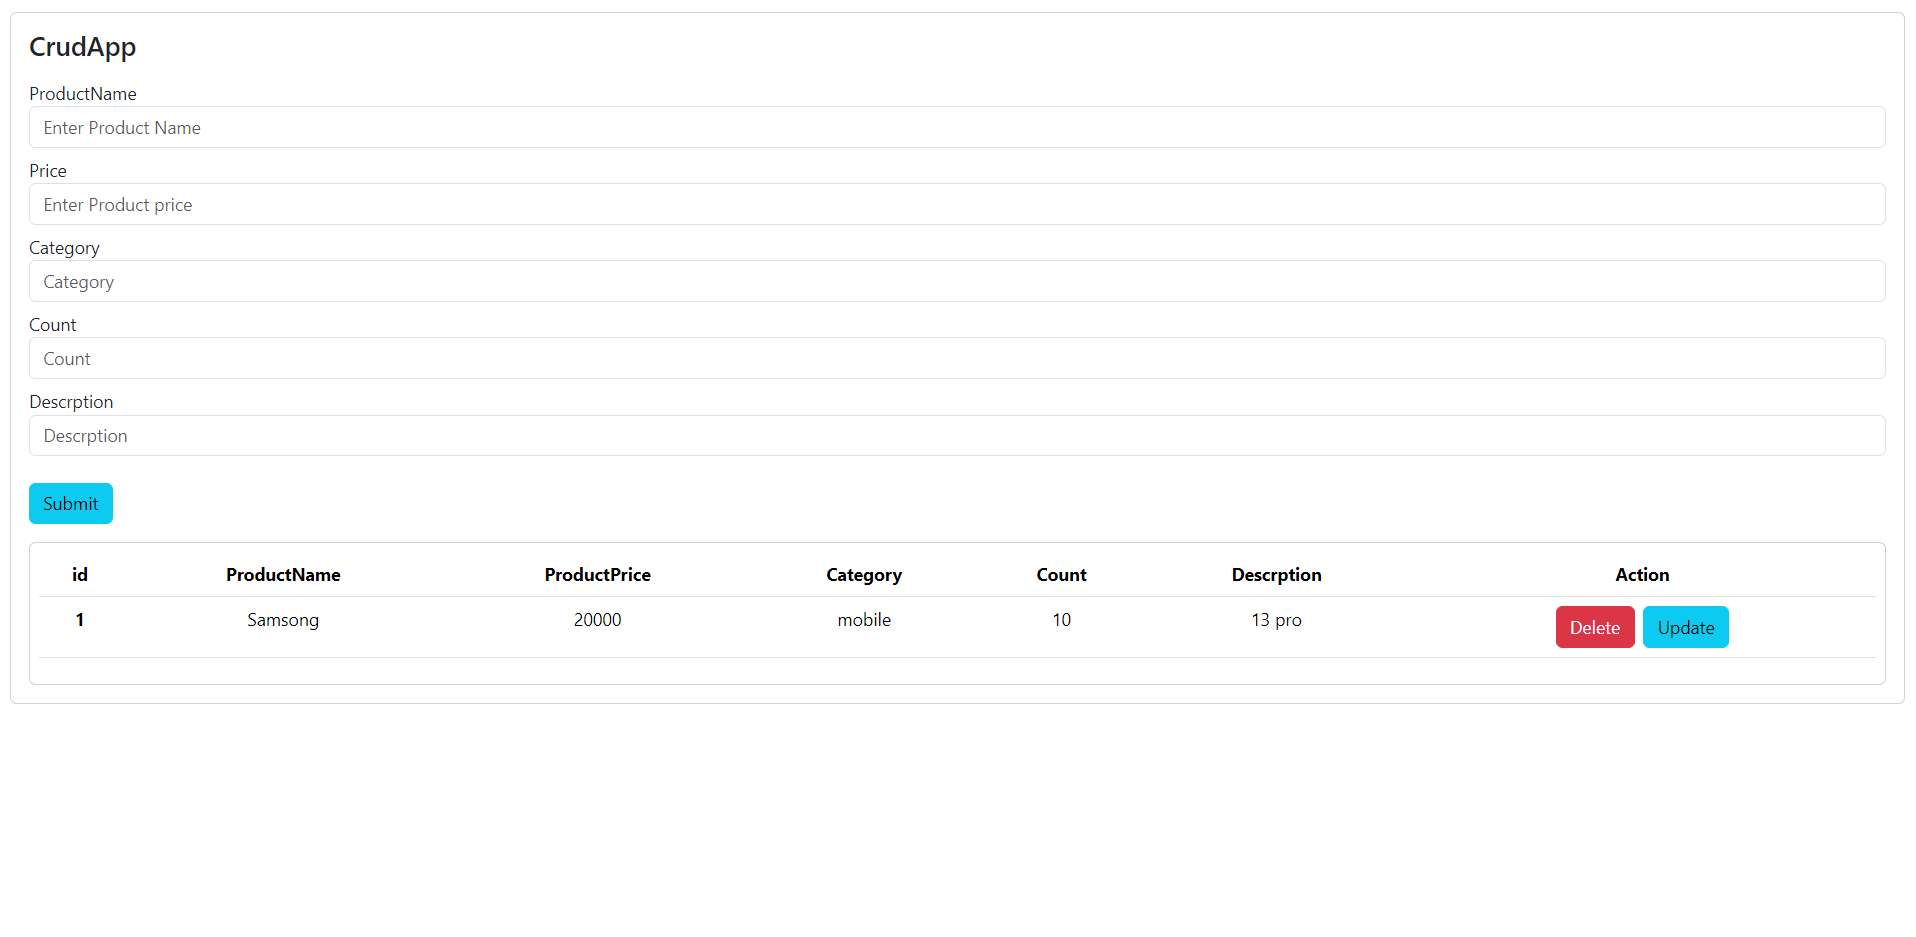 CrudApp
ProductName
Enter Product Name
Price
Enter Product price
Category
Category
Count
Count
Descrption
Descrption
Submit
id ProductName ProductPrice Category Count Descrption Action
1 Samsong 20000 mobile 10 13 pro Delete Update